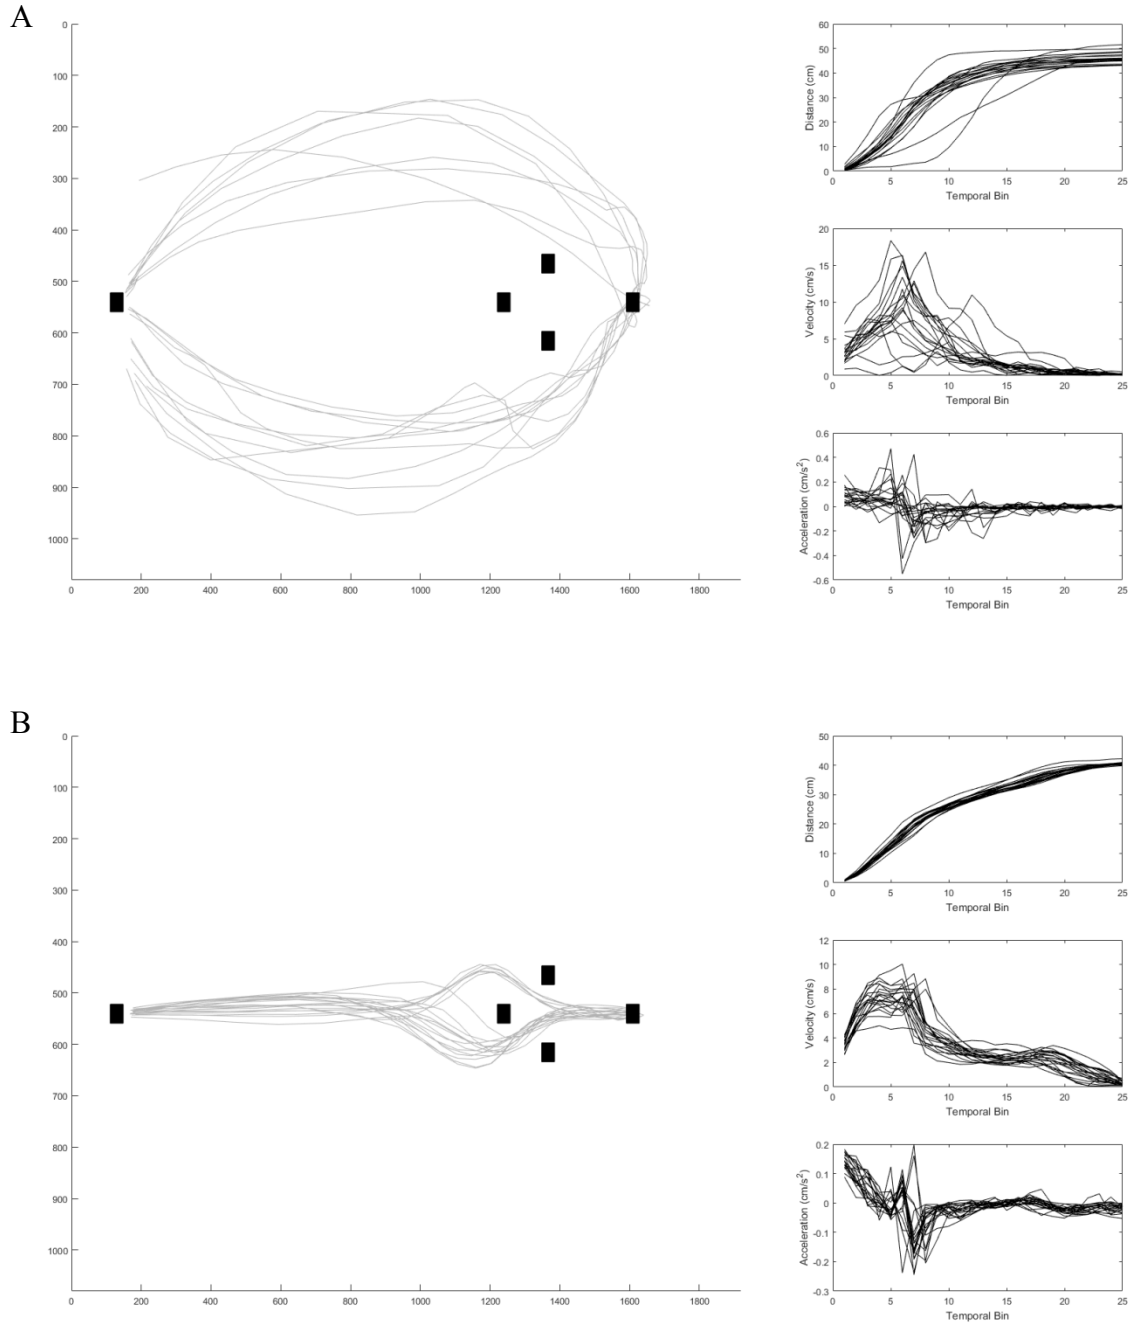 A
0
100
200
300
400
500
600
700
800
900
1000
0 200 400 600 800 1000 1200 1400 1600 1800
60
50
40
30
20
10
0
Distance (cm)
0 5 10 15 20 25
Temporal Bin
20
15
10
5
0
Velocity (cm/s)
0 5 10 15 20 25
Temporal Bin
0.6
0.4
0.2
0
-0.2
-0.4
-0.6
Acceleration (cm/s²)
0 5 10 15 20 25
Temporal Bin
B
0
100
200
300
400
500
600
700
800
900
1000
0 200 400 600 800 1000 1200 1400 1600 1800
50
40
30
20
10
0
Distance (cm)
0 5 10 15 20 25
Temporal Bin
12
10
8
6
4
2
0
Velocity (cm/s)
0 5 10 15 20 25
Temporal Bin
0.2
0.1
0
-0.1
-0.2
-0.3
Acceleration (cm/s²)
0 5 10 15 20 25
Temporal Bin